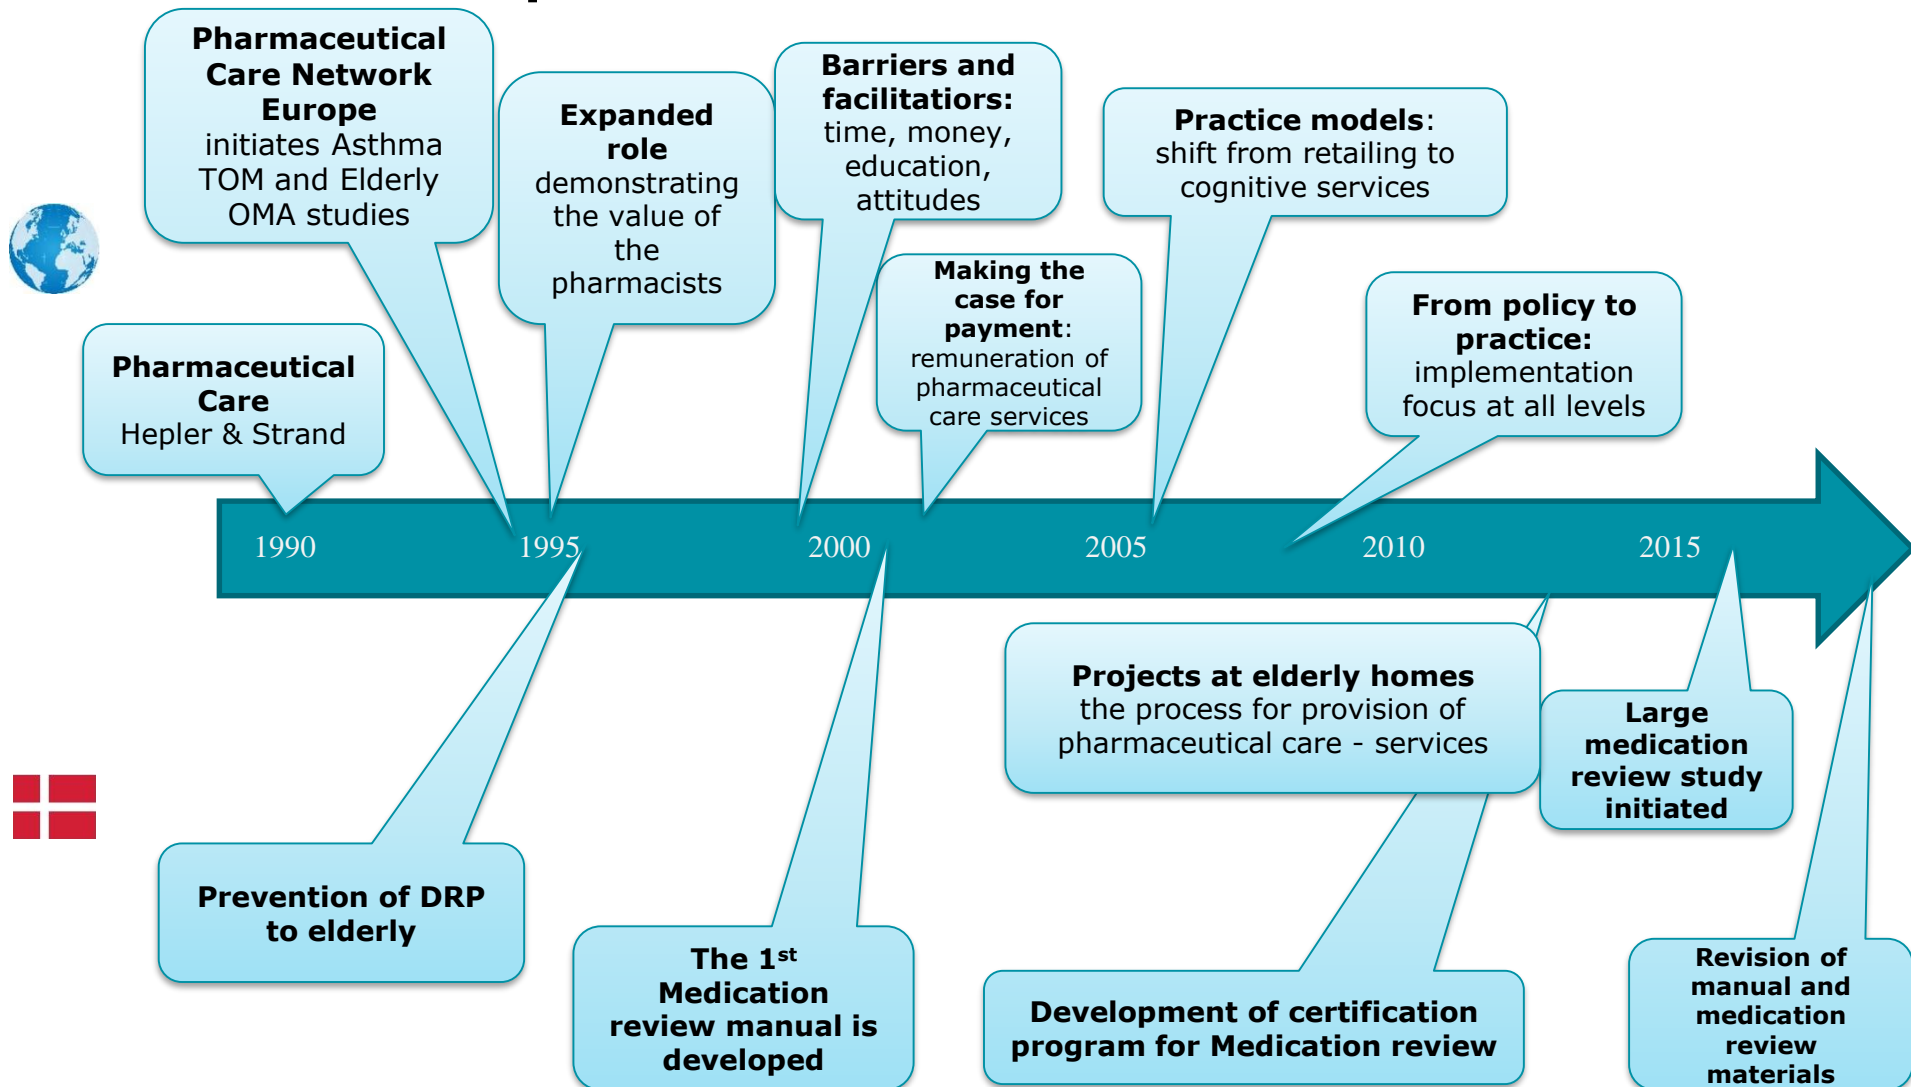 Pharmaceutical
Care Network
Europe
initiates Asthma
TOM and Elderly
OMA studies
Expanded
role
demonstrating
the value of
the
pharmacists
Barriers and
facilitatiors:
time, money,
education,
attitudes
Practice models:
shift from retailing to
cognitive services
Making the
case for
payment:
remuneration of
pharmaceutical
care services
From policy to
practice:
implementation
focus at all levels
Pharmaceutical
Care
Hepler & Strand
1990
1995
2000
2005
2010
2015
Projects at elderly homes
the process for provision of
pharmaceutical care - services
Large
medication
review study
initiated
Prevention of DRP
to elderly
The 1st
Medication
review manual is
developed
Development of certification
program for Medication review
Revision of
manual and
medication
review
materials